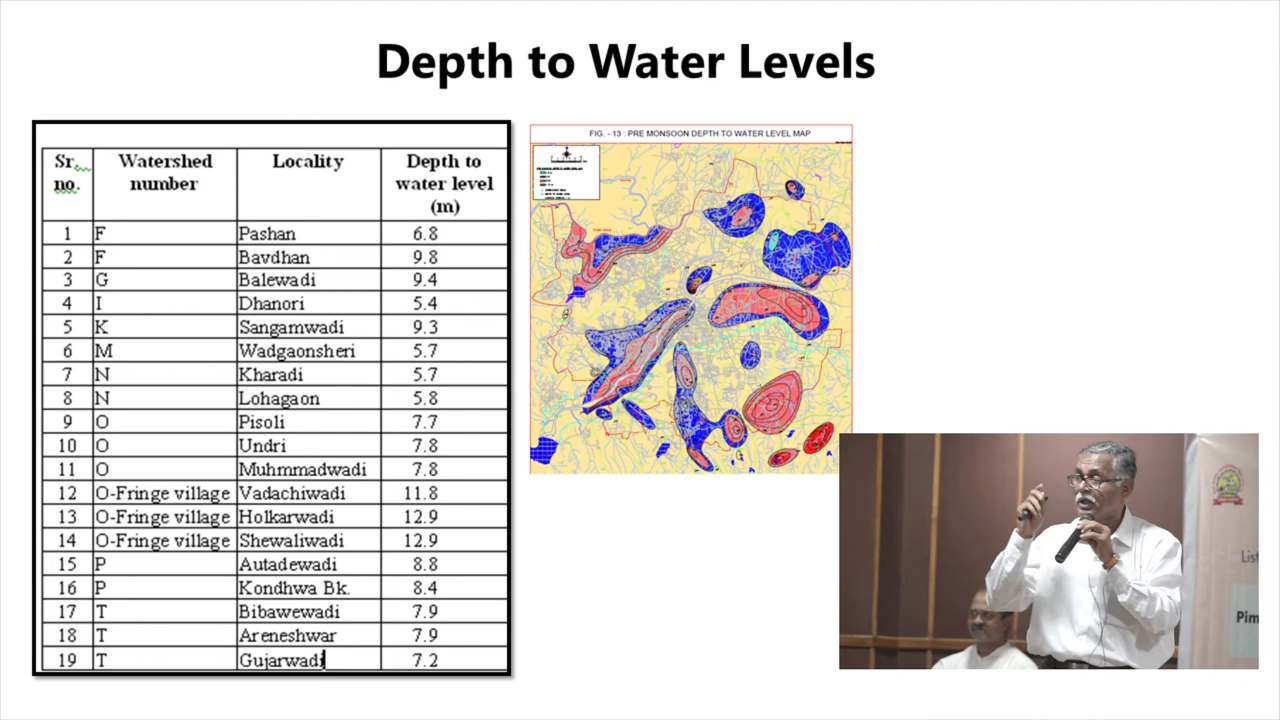 Depth to Water Levels
Sr. no. Watershed number Locality Depth to water level (m)
1 F Pashan 6.8
2 F Bavdhan 9.8
3 G Balewadi 9.4
4 I Dhanori 5.4
5 K Sangamwadi 9.3
6 M Wadgaonsheri 5.7
7 N Kharadi 5.7
8 N Lohagaon 5.8
9 O Pisoli 7.7
10 O Undri 7.8
11 O Muhmmadwadi 7.8
12 O-Fringe village Vadachiwadi 11.8
13 O-Fringe village Holkarwadi 12.9
14 O-Fringe village Shewaliwadi 12.9
15 P Autadewadi 8.8
16 P Kondhwa Bk. 8.4
17 T Bibawewadi 7.9
18 T Areneshwar 7.9
19 T Gujarwadi 7.2
FIG. - 13 : PRE MONSOON DEPTH TO WATER LEVEL MAP
List
Pim